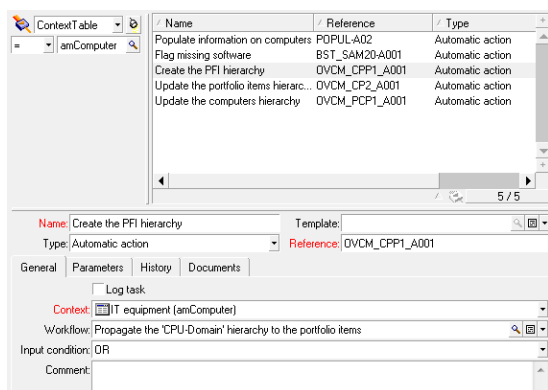 ContextTable
= amComputer
Name Reference Type
Populate information on computers POPUL-A02 Automatic action
Flag missing software BST_SAM20-A001 Automatic action
Create the PFI hierarchy OVCM_CPP1_A001 Automatic action
Update the portfolio items hierarc... OVCM_CP2_A001 Automatic action
Update the computers hierarchy OVCM_PCP1_A001 Automatic action
5/5
Name: Create the PFI hierarchy Template:
Type: Automatic action Reference: OVCM_CPP1_A001
General Parameters History Documents
Log task
Context: IT equipment (amComputer)
Workflow: Propagate the 'CPU-Domain' hierarchy to the portfolio items
Input condition: OR
Comment: